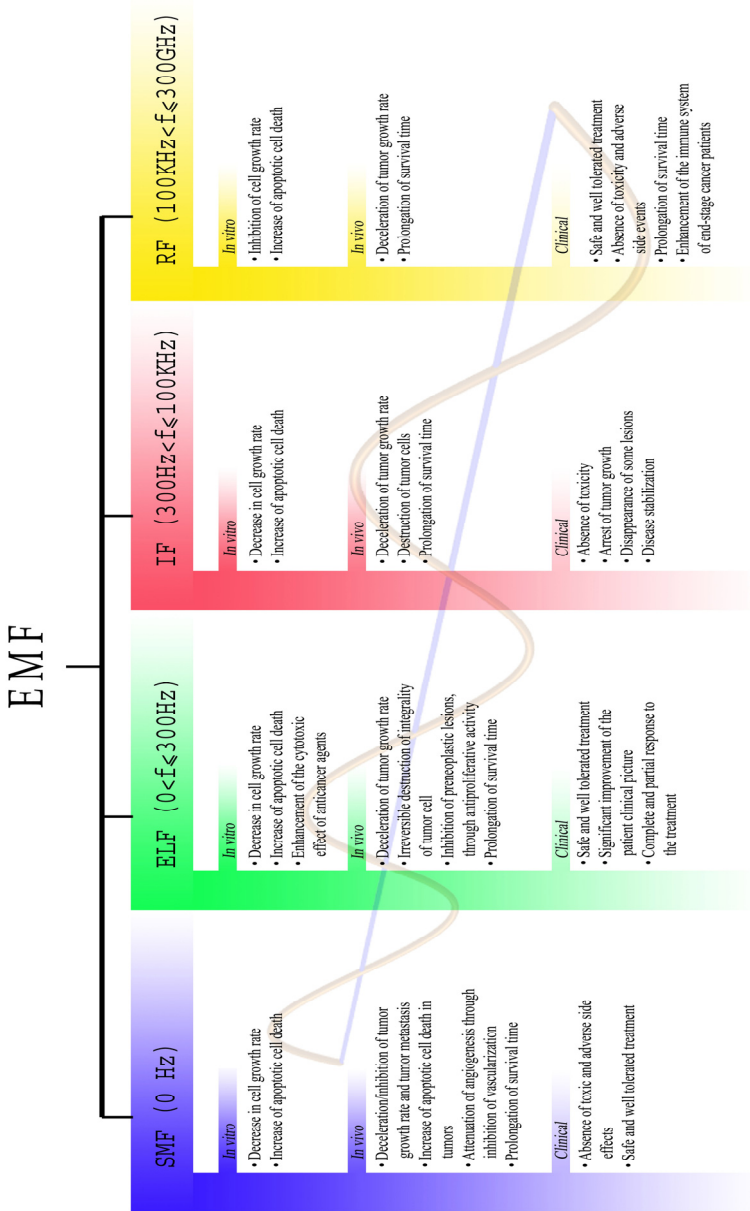 EMF
SMF (0 Hz)
In vitro
• Decrease in cell growth rate
• Increase of apoptotic cell death
In vivo
• Deceleration/inhibition of tumor
growth rate and tumor metastasis
• Increase of apoptotic cell death in
tumors
• Attenuation of angiogenesis through
inhibition of vascularization
• Prolongation of survival time
Clinical
• Absence of toxic and adverse side
effects
• Safe and well tolerated treatment
ELF (0<f⩽300Hz)
In vitro
• Decrease in cell growth rate
• Increase of apoptotic cell death
• Enhancement of the cytotoxic
effect of anticancer agents
In vivo
• Deceleration of tumor growth rate
• Irreversible destruction of integrality
of tumor cell
• Inhibition of preneoplastic lesions,
through antiproliferative activity
• Prolongation of survival time
Clinical
• Safe and well tolerated treatment
• Significant improvement of the
patient clinical picture
• Complete and partial response to
the treatment
IF (300Hz<f⩽100KHz)
In vitro
• Decrease in cell growth rate
• Increase of apoptotic cell death
In vivo
• Deceleration of tumor growth rate
• Destruction of tumor cells
• Prolongation of survival time
Clinical
• Absence of toxicity
• Arrest of tumor growth
• Disappearance of some lesions
• Disease stabilization
RF (100KHz<f⩽300GHz)
In vitro
• Inhibition of cell growth rate
• Increase of apoptotic cell death
In vivo
• Deceleration of tumor growth rate
• Prolongation of survival time
Clinical
• Safe and well tolerated treatment
• Absence of toxicity and adverse
side events
• Prolongation of survival time
• Enhancement of the immune system
of end-stage cancer patients